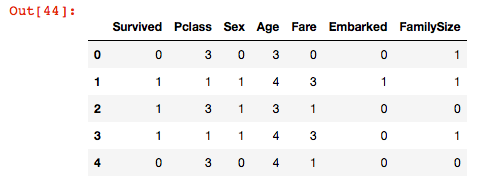 Out[44]:
Survived Pclass Sex Age Fare Embarked FamilySize
0 0 3 0 3 0 0 1
1 1 1 1 4 3 1 1
2 1 3 1 3 1 0 0
3 1 1 1 4 3 0 1
4 0 3 0 4 1 0 0